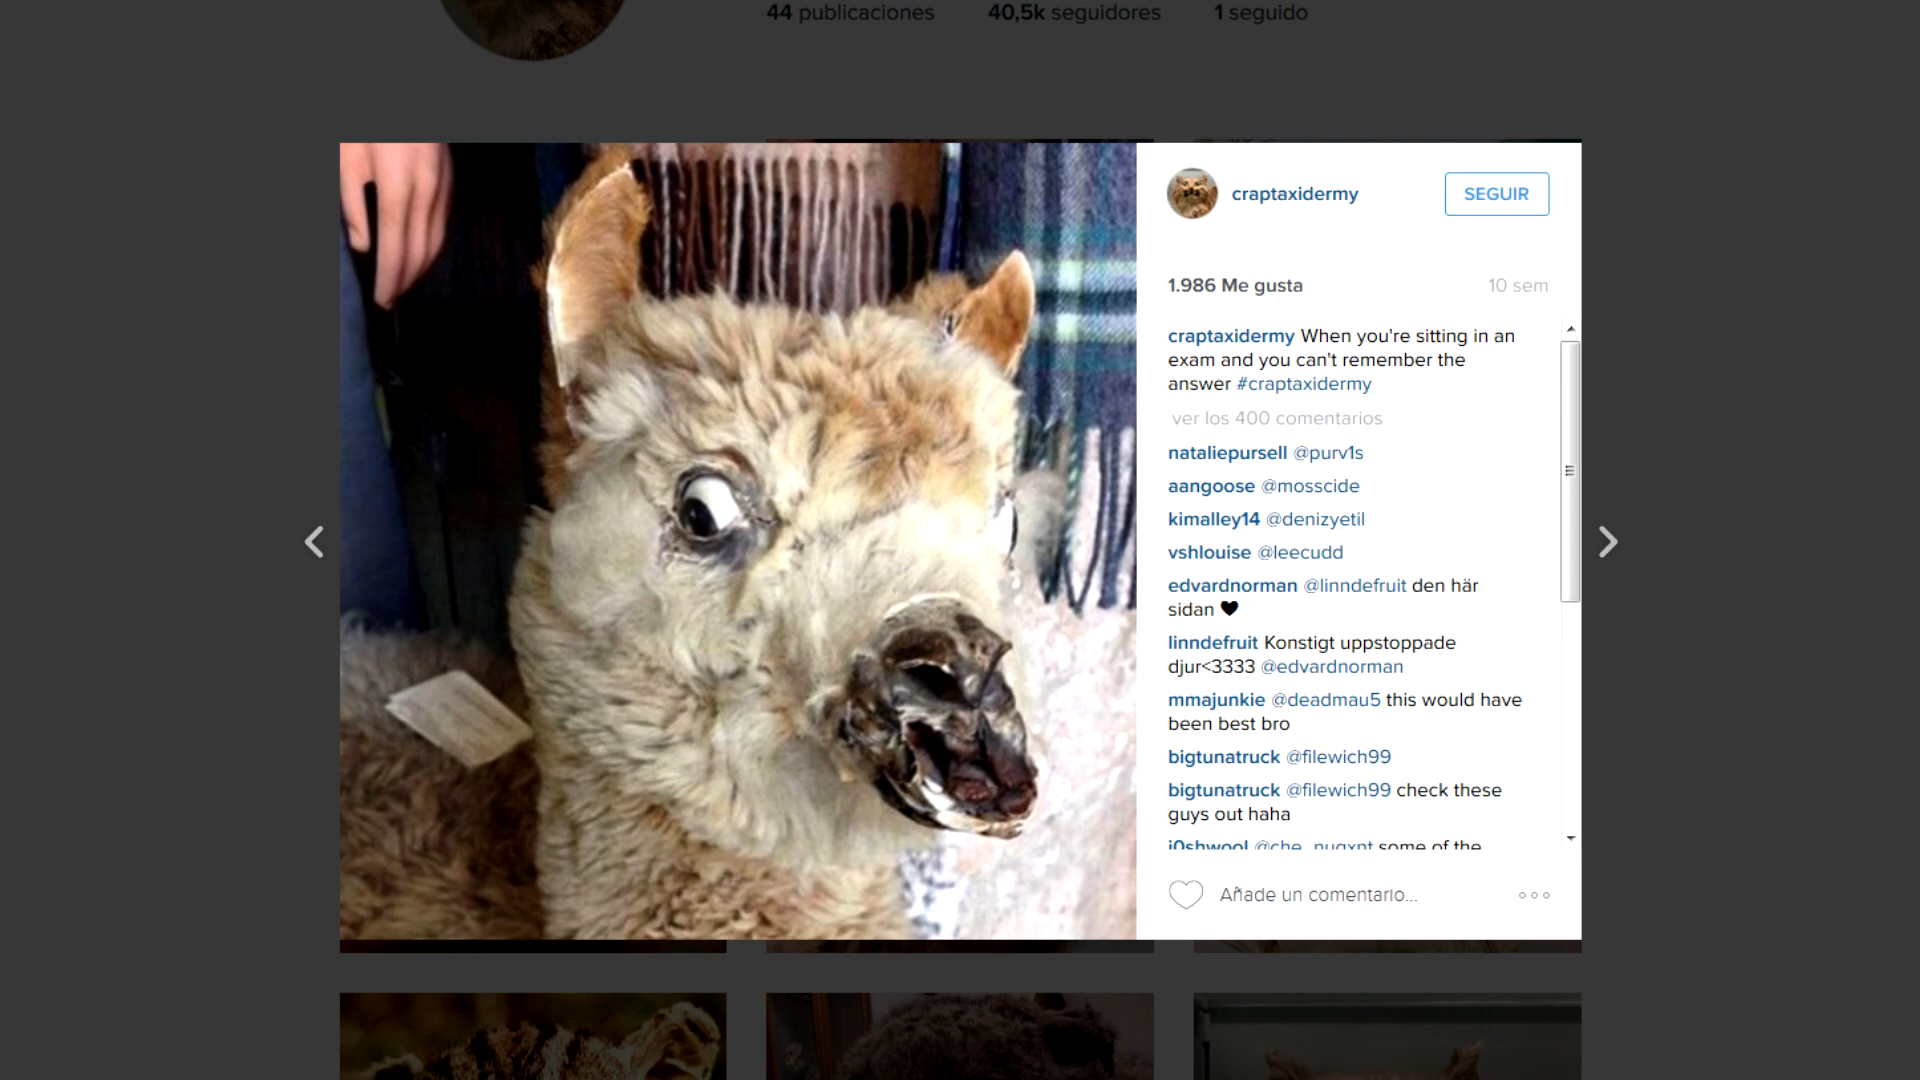 44 publicaciones 40,5k seguidores 1 seguido
craptaxidermy SEGUIR
1.986 Me gusta 10 sem
craptaxidermy When you're sitting in an
exam and you can't remember the
answer #craptaxidermy
ver los 400 comentarios
nataliepursell @purv1s
aangoose @mosscide
kimalley14 @denizyetil
vshlouise @leecudd
edvardnorman @linndefruit den här
sidan ♥
linndefruit Konstigt uppstoppade
djur<3333 @edvardnorman
mmajunkie @deadmau5 this would have
been best bro
bigtunatruck @filewich99
bigtunatruck @filewich99 check these
guys out haha
some of the
Añade un comentario...